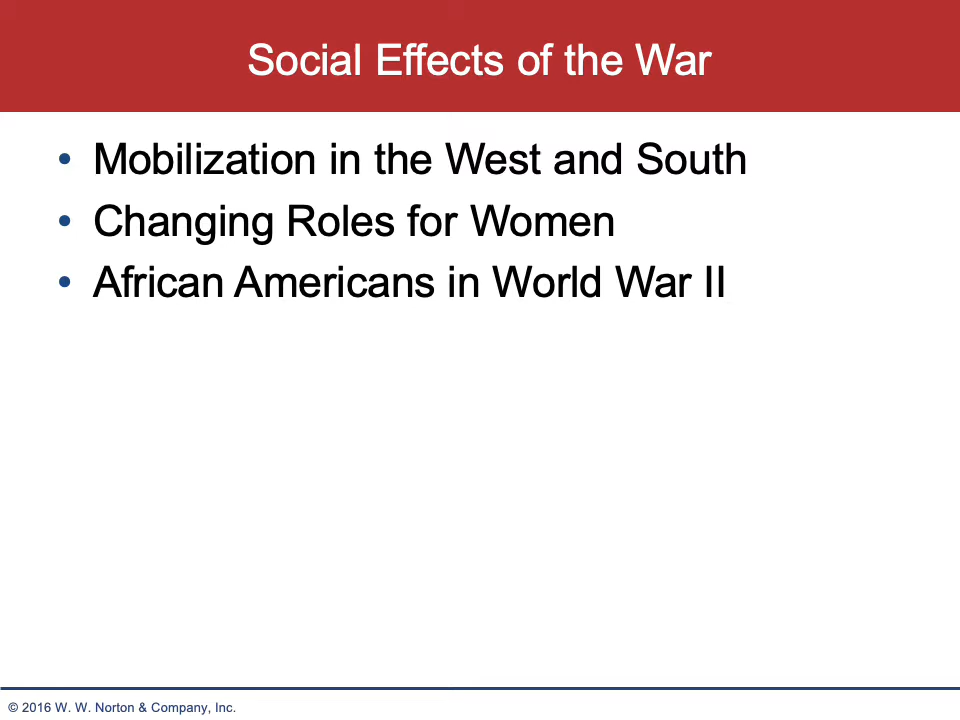 Social Effects of the War
• Mobilization in the West and South
• Changing Roles for Women
• African Americans in World War II
© 2016 W. W. Norton & Company, Inc.